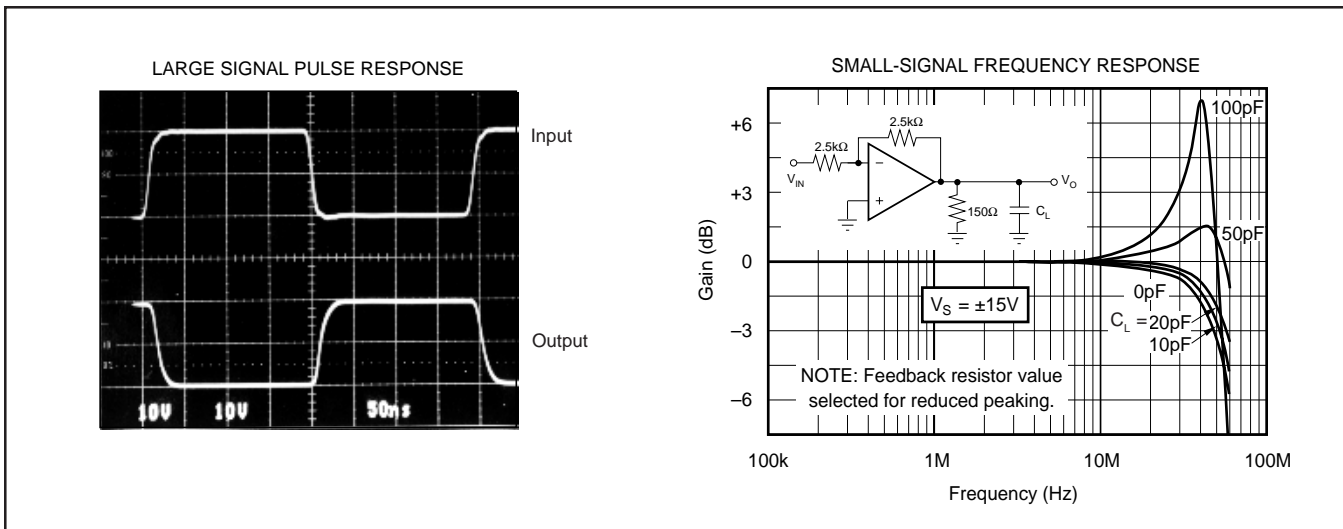 LARGE SIGNAL PULSE RESPONSE
Input
Output
10V 10V 50ns
SMALL-SIGNAL FREQUENCY RESPONSE
Gain (dB)
+6
+3
0
–3
–6
2.5kΩ
2.5kΩ
V_IN
–
+
150Ω
C_L
V_O
100pF
50pF
0pF
C_L = 20pF
10pF
V_S = ±15V
NOTE: Feedback resistor value
selected for reduced peaking.
100k 1M 10M 100M
Frequency (Hz)